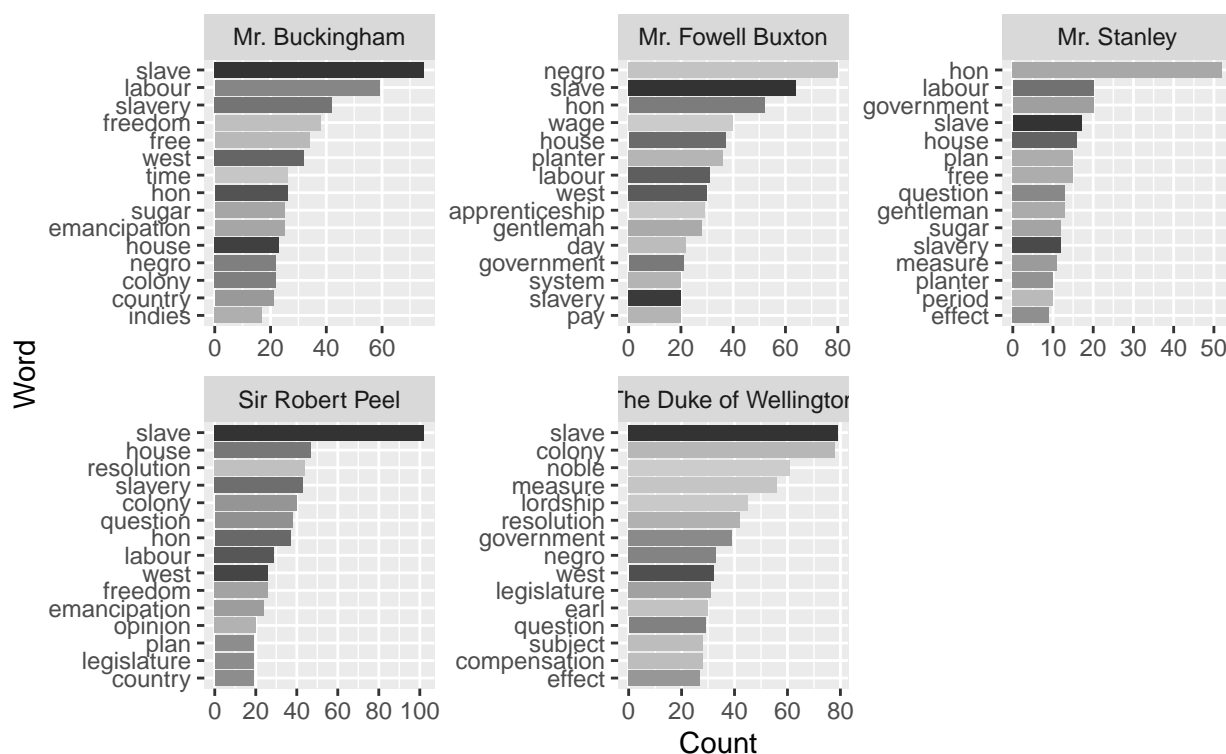 Mr. Buckingham
slave
labour
slavery
freedom
free
west
time
hon
sugar
emancipation
house
negro
colony
country
indies
0 20 40 60
Mr. Fowell Buxton
negro
slave
hon
wage
house
planter
labour
west
apprenticeship
gentleman
day
government
system
slavery
pay
0 20 40 60 80
Mr. Stanley
hon
labour
government
slave
house
plan
free
question
gentleman
sugar
slavery
measure
planter
period
effect
0 10 20 30 40 50
Word
Sir Robert Peel
slave
house
resolution
slavery
colony
question
hon
labour
west
freedom
emancipation
opinion
plan
legislature
country
0 20 40 60 80 100
The Duke of Wellington
slave
colony
noble
measure
lordship
resolution
government
negro
west
legislature
earl
question
subject
compensation
effect
0 20 40 60 80
Count